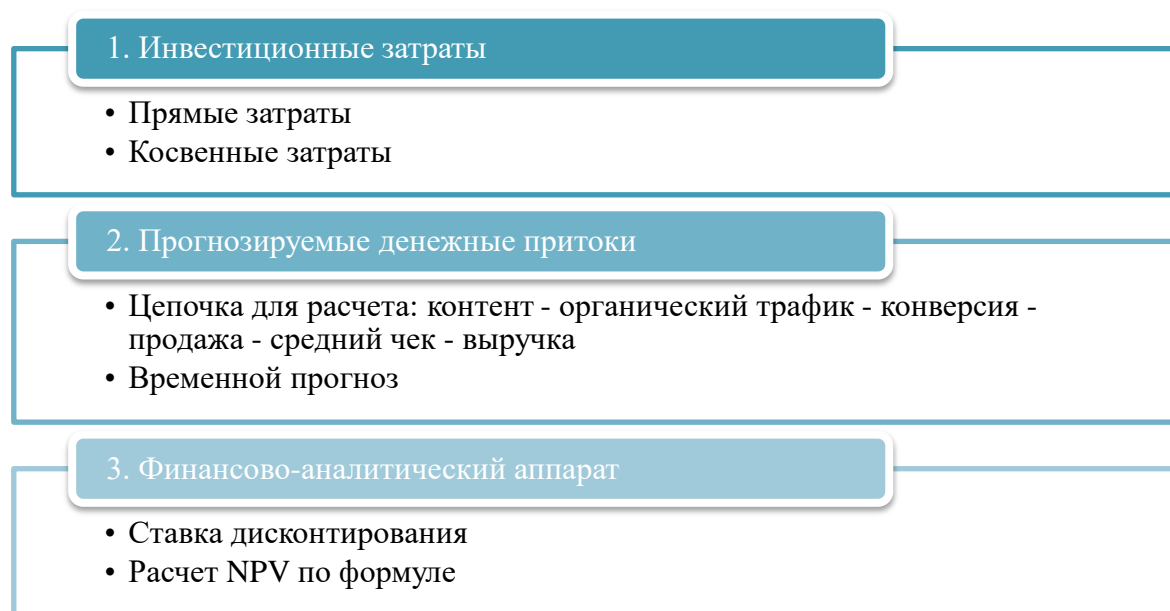 1. Инвестиционные затраты
• Прямые затраты
• Косвенные затраты
2. Прогнозируемые денежные притоки
• Цепочка для расчета: контент - органический трафик - конверсия -
продажа - средний чек - выручка
• Временной прогноз
3. Финансово-аналитический аппарат
• Ставка дисконтирования
• Расчет NPV по формуле